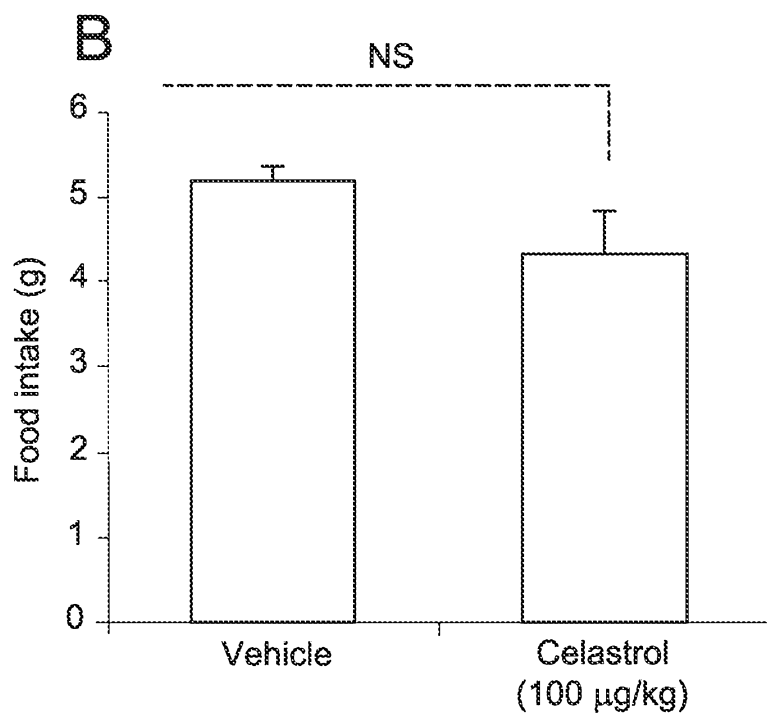 B
NS
6
5
4
3
2
1
0
Food intake (g)
Vehicle
Celastrol
(100 μg/kg)